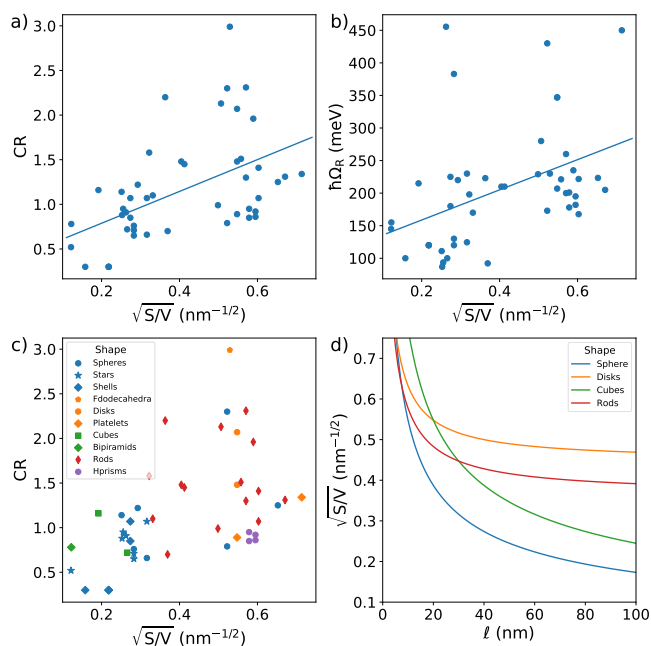 a)
3.0
2.5
2.0
1.5
1.0
0.5
CR
0.2
0.4
0.6
√S/V (nm⁻¹/²)
b)
450
400
350
300
250
200
150
100
ħΩ_R (meV)
0.2
0.4
0.6
√S/V (nm⁻¹/²)
c)
3.0
2.5
2.0
1.5
1.0
0.5
CR
Shape
Spheres
Stars
Shells
Fdodecahedra
Disks
Platelets
Cubes
Bipiramids
Rods
Hprisms
0.2
0.4
0.6
√S/V (nm⁻¹/²)
d)
0.7
0.6
0.5
0.4
0.3
0.2
0.1
√S/V (nm⁻¹/²)
Shape
Sphere
Disks
Cubes
Rods
0
20
40
60
80
100
ℓ (nm)